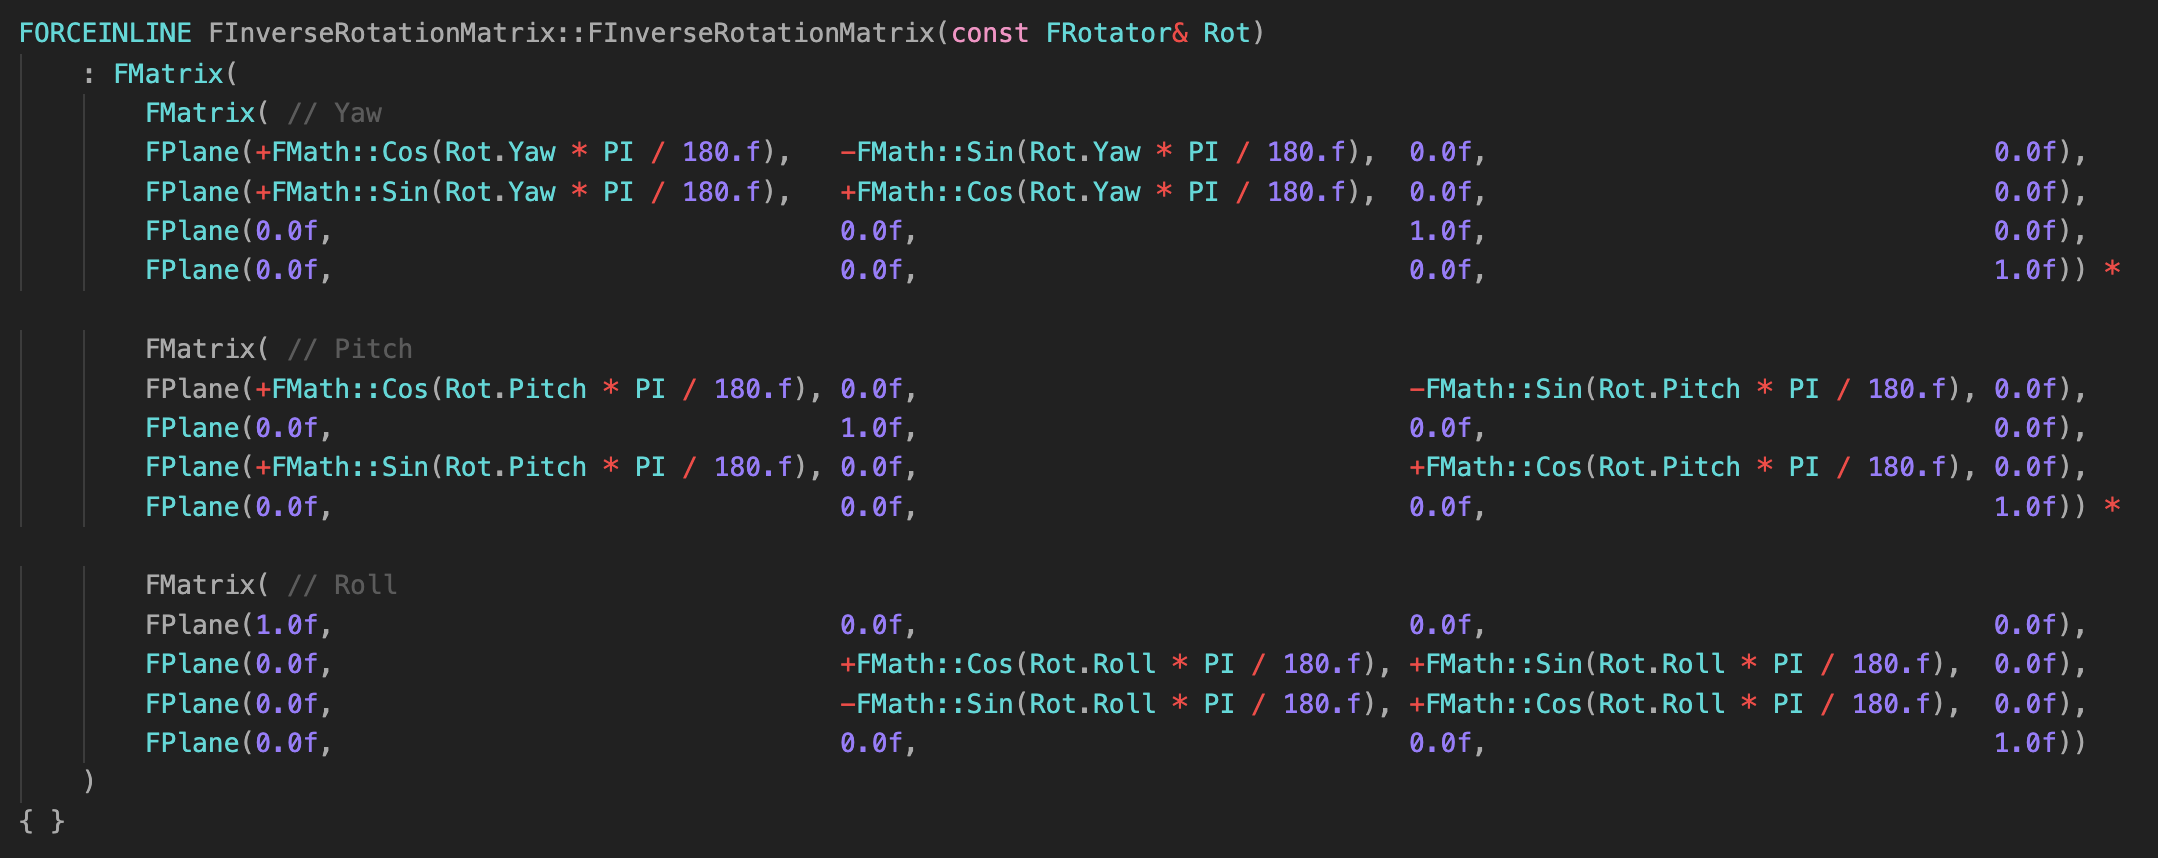 FORCEINLINE FInverseRotationMatrix::FInverseRotationMatrix(const FRotator& Rot)
    : FMatrix(
        FMatrix( // Yaw
        FPlane(+FMath::Cos(Rot.Yaw * PI / 180.f),   -FMath::Sin(Rot.Yaw * PI / 180.f),  0.0f,                                0.0f),
        FPlane(+FMath::Sin(Rot.Yaw * PI / 180.f),   +FMath::Cos(Rot.Yaw * PI / 180.f),  0.0f,                                0.0f),
        FPlane(0.0f,                                0.0f,                               1.0f,                                0.0f),
        FPlane(0.0f,                                0.0f,                               0.0f,                                1.0f)) *

        FMatrix( // Pitch
        FPlane(+FMath::Cos(Rot.Pitch * PI / 180.f), 0.0f,                               -FMath::Sin(Rot.Pitch * PI / 180.f), 0.0f),
        FPlane(0.0f,                                1.0f,                               0.0f,                                0.0f),
        FPlane(+FMath::Sin(Rot.Pitch * PI / 180.f), 0.0f,                               +FMath::Cos(Rot.Pitch * PI / 180.f), 0.0f),
        FPlane(0.0f,                                0.0f,                               0.0f,                                1.0f)) *

        FMatrix( // Roll
        FPlane(1.0f,                                0.0f,                               0.0f,                                0.0f),
        FPlane(0.0f,                                +FMath::Cos(Rot.Roll * PI / 180.f), +FMath::Sin(Rot.Roll * PI / 180.f),  0.0f),
        FPlane(0.0f,                                -FMath::Sin(Rot.Roll * PI / 180.f), +FMath::Cos(Rot.Roll * PI / 180.f),  0.0f),
        FPlane(0.0f,                                0.0f,                               0.0f,                                1.0f))
    )
{ }